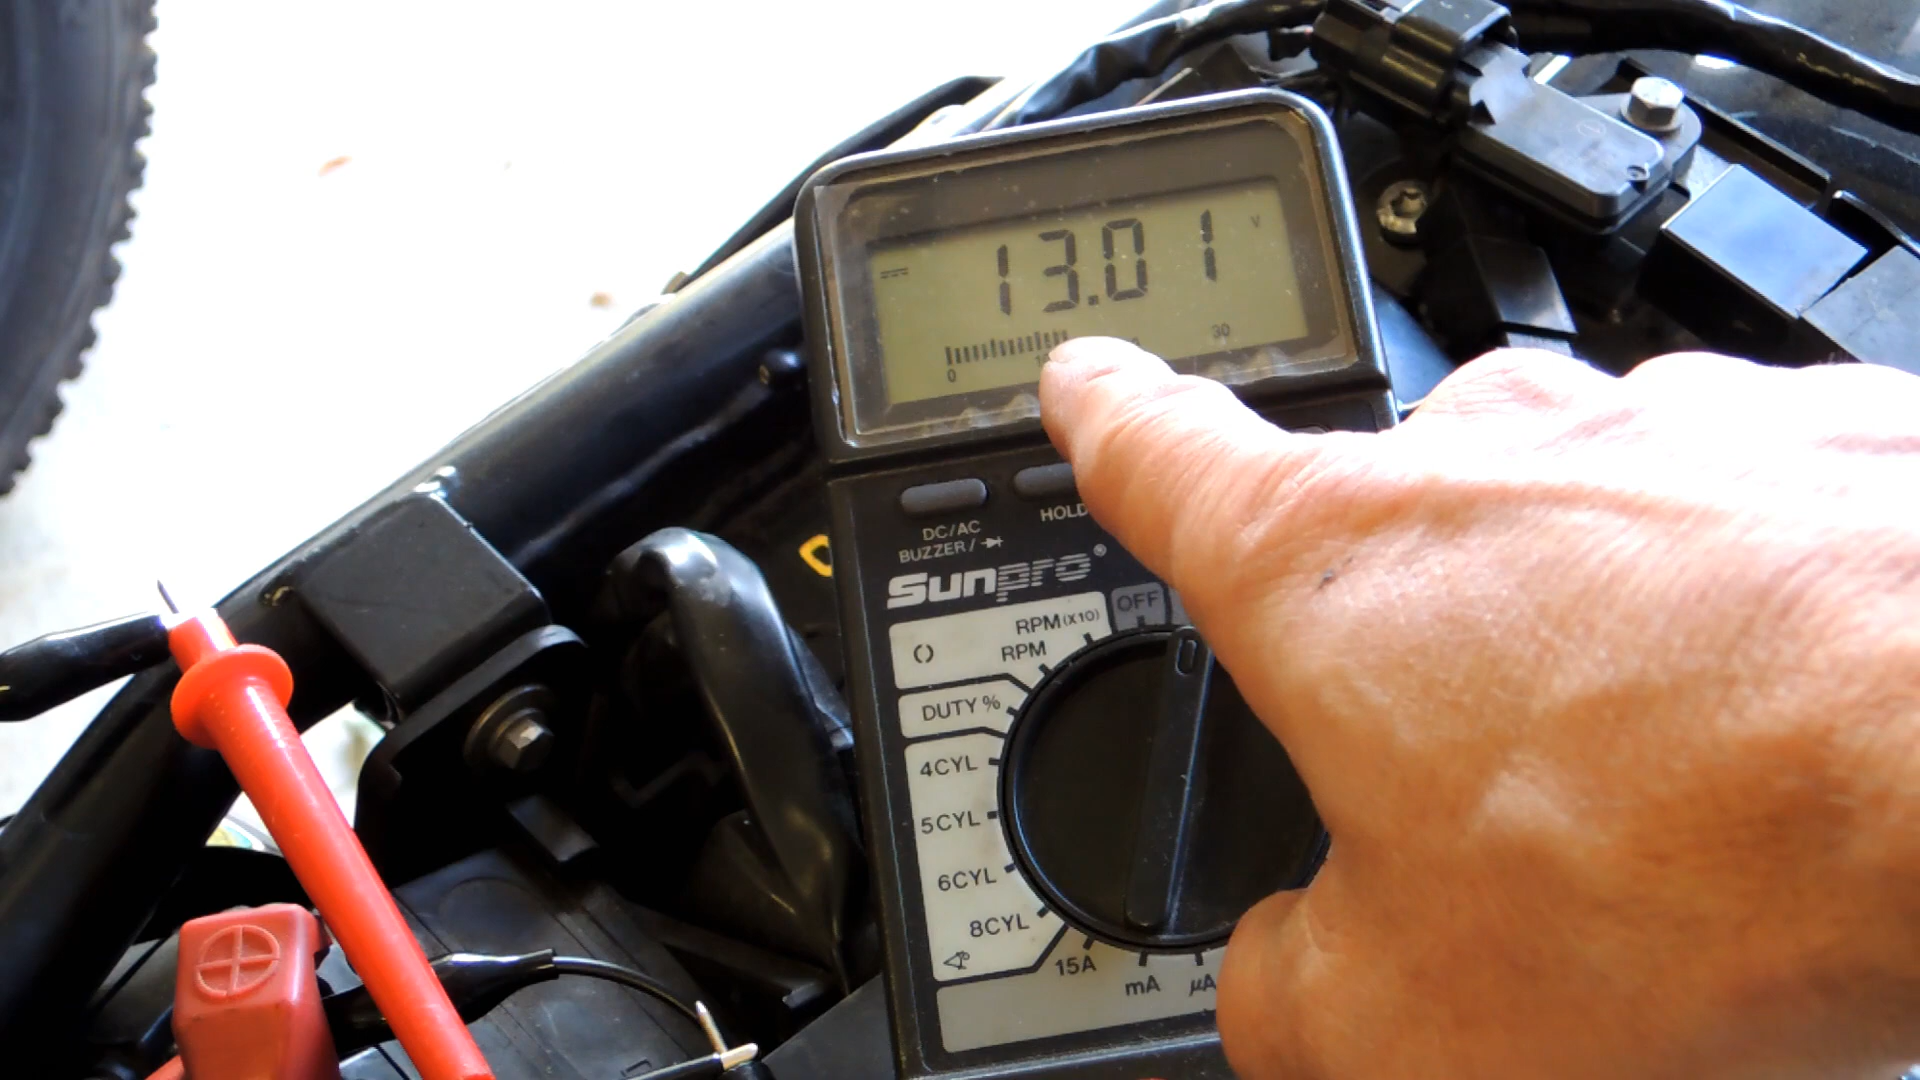 13.01 V
0 30
DC/AC
BUZZER/
HOLD
Sunpro®
OFF
RPM(X10)
RPM
DUTY %
4CYL
5CYL
6CYL
8CYL
15A
mA
µA